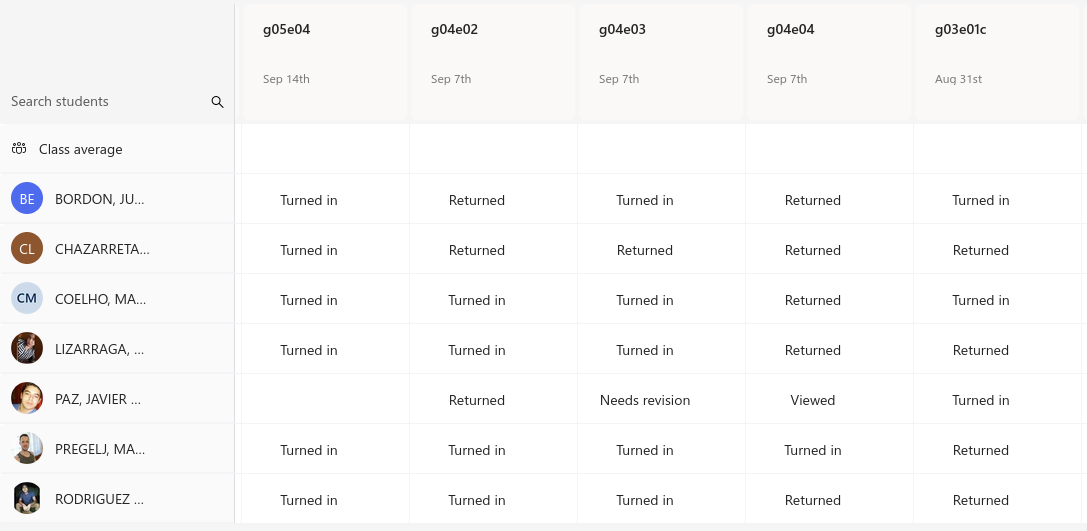 g05e04 g04e02 g04e03 g04e04 g03e01c
Sep 14th Sep 7th Sep 7th Sep 7th Aug 31st
Search students
Class average
BE BORDON, JU... Turned in Returned Turned in Returned Turned in
CL CHAZARRETA... Turned in Returned Returned Returned Returned
CM COELHO, MA... Turned in Turned in Turned in Returned Turned in
LIZARRAGA, ... Turned in Turned in Turned in Returned Returned
PAZ, JAVIER ... Returned Needs revision Viewed Turned in
PREGELJ, MA... Turned in Turned in Turned in Turned in Returned
RODRIGUEZ ... Turned in Turned in Turned in Returned Returned